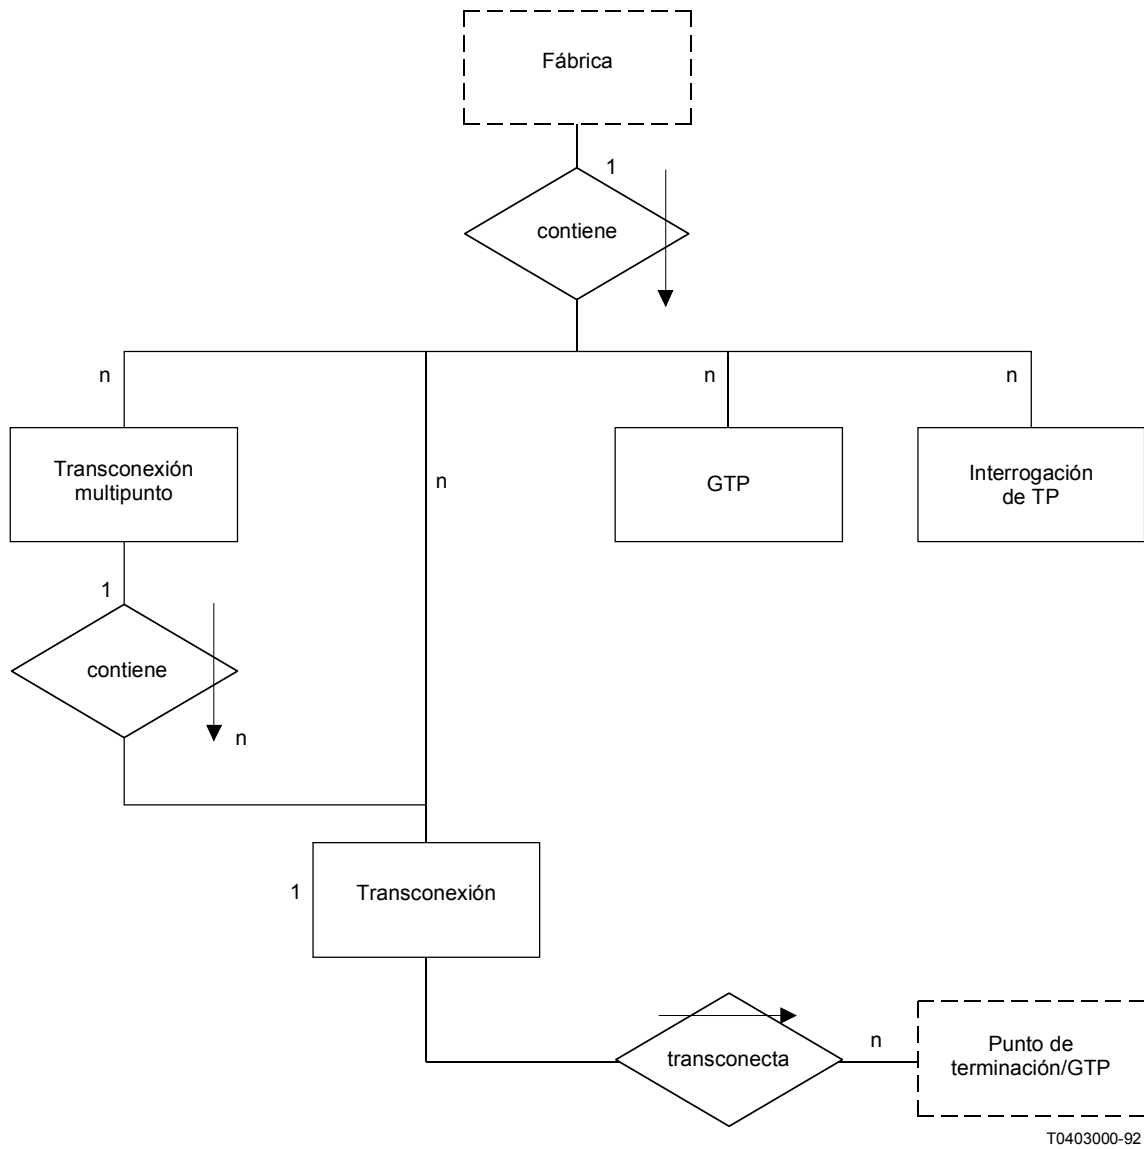 Fábrica
1
contiene
n
n
n
Transconexión
multipunto
n
GTP
Interrogación
de TP
1
contiene
n
1
Transconexión
transconecta
n
Punto de
terminación/GTP
T0403000-92